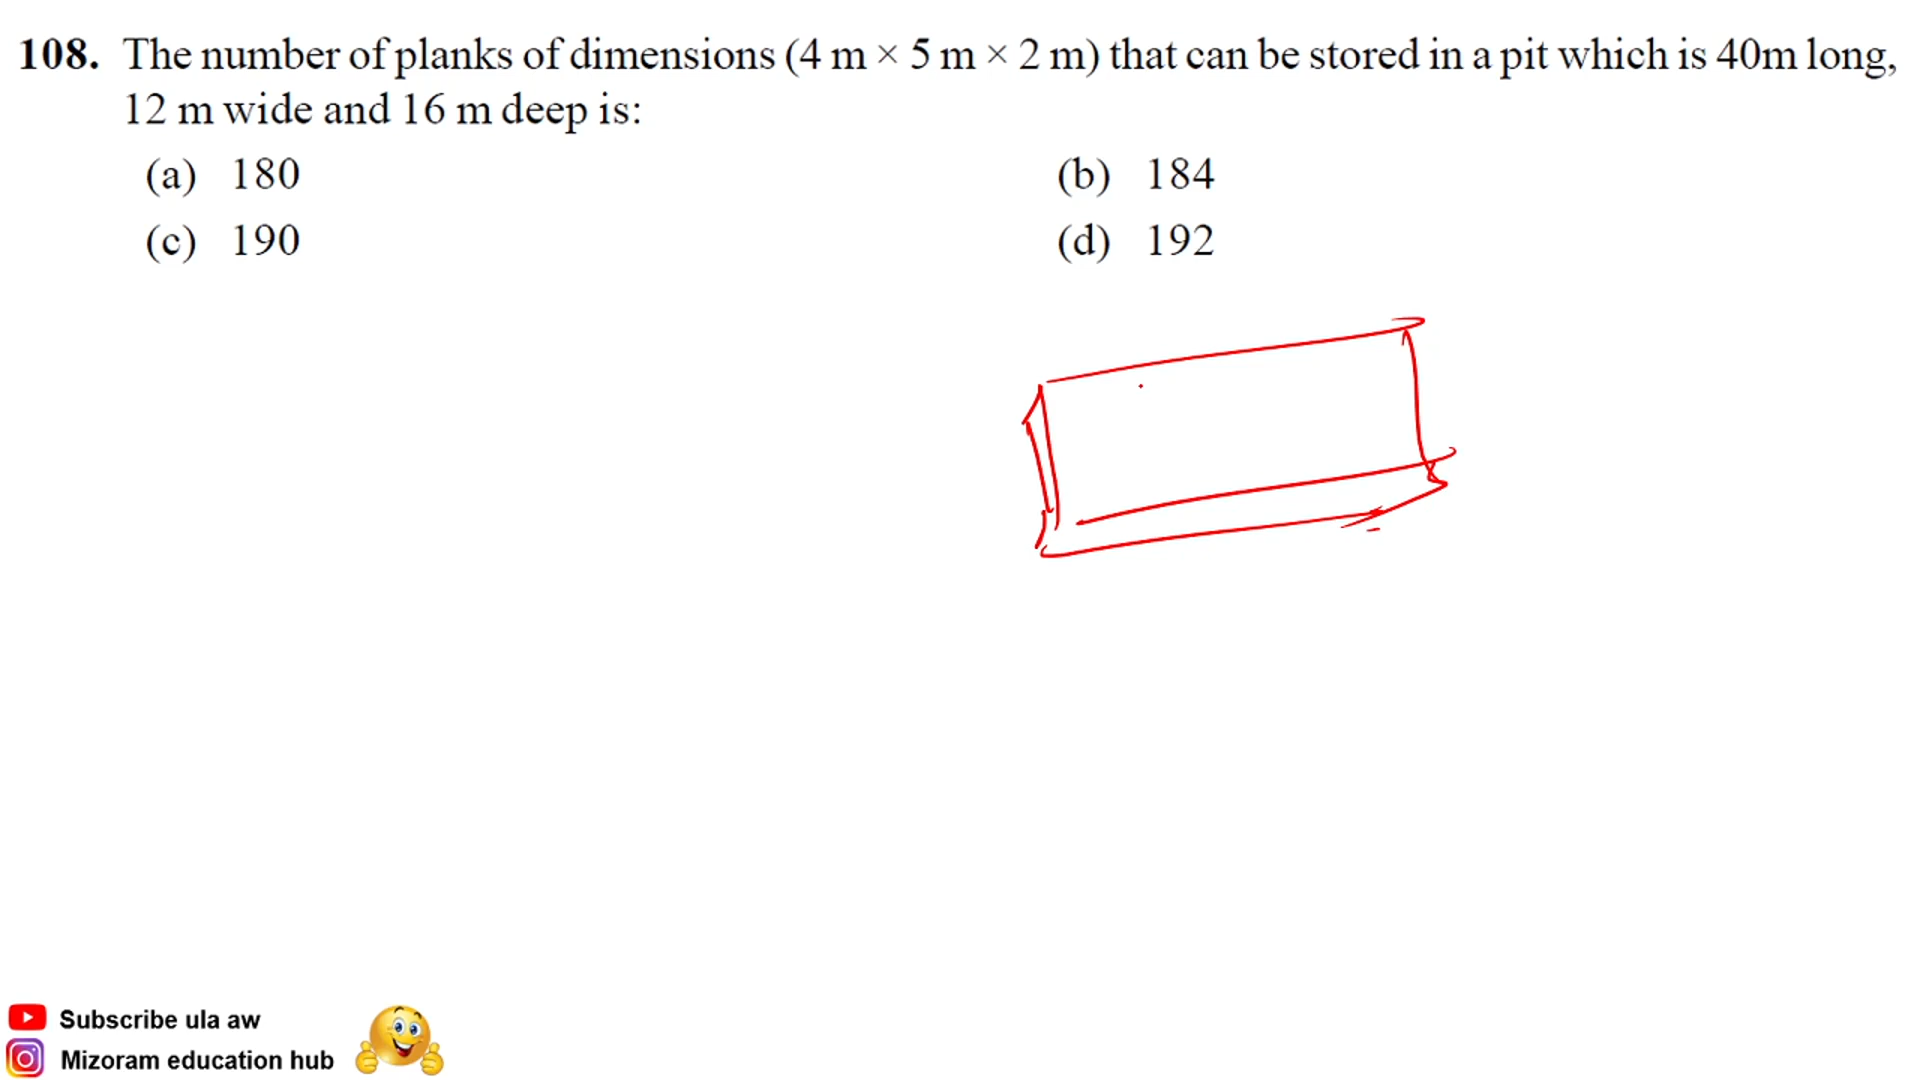 108. The number of planks of dimensions (4 m × 5 m × 2 m) that can be stored in a pit which is 40m long,
12 m wide and 16 m deep is:
(a) 180 (b) 184
(c) 190 (d) 192
Subscribe ula aw
Mizoram education hub